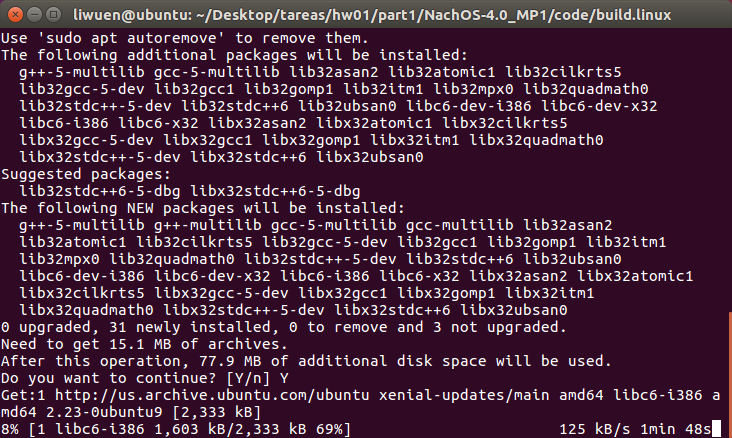 liwuen@ubuntu: ~/Desktop/tareas/hw01/part1/NachOS-4.0_MP1/code/build.linux
Use 'sudo apt autoremove' to remove them.
The following additional packages will be installed:
  g++-5-multilib gcc-5-multilib lib32asan2 lib32atomic1 lib32cilkrts5
  lib32gcc-5-dev lib32gcc1 lib32gomp1 lib32itm1 lib32mpx0 lib32quadmath0
  lib32stdc++-5-dev lib32stdc++6 lib32ubsan0 libc6-dev-i386 libc6-dev-x32
  libc6-i386 libc6-x32 libx32asan2 libx32atomic1 libx32cilkrts5
  libx32gcc-5-dev libx32gcc1 libx32gomp1 libx32itm1 libx32quadmath0
  libx32stdc++-5-dev libx32stdc++6 libx32ubsan0
Suggested packages:
  lib32stdc++6-5-dbg libx32stdc++6-5-dbg
The following NEW packages will be installed:
  g++-5-multilib g++-multilib gcc-5-multilib gcc-multilib lib32asan2
  lib32atomic1 lib32cilkrts5 lib32gcc-5-dev lib32gcc1 lib32gomp1 lib32itm1
  lib32mpx0 lib32quadmath0 lib32stdc++-5-dev lib32stdc++6 lib32ubsan0
  libc6-dev-i386 libc6-dev-x32 libc6-i386 libc6-x32 libx32asan2 libx32atomic1
  libx32cilkrts5 libx32gcc-5-dev libx32gcc1 libx32gomp1 libx32itm1
  libx32quadmath0 libx32stdc++-5-dev libx32stdc++6 libx32ubsan0
0 upgraded, 31 newly installed, 0 to remove and 3 not upgraded.
Need to get 15.1 MB of archives.
After this operation, 77.9 MB of additional disk space will be used.
Do you want to continue? [Y/n] Y
Get:1 http://us.archive.ubuntu.com/ubuntu xenial-updates/main amd64 libc6-i386 a
md64 2.23-0ubuntu9 [2,333 kB]
8% [1 libc6-i386 1,603 kB/2,333 kB 69%] 125 kB/s 1min 48s